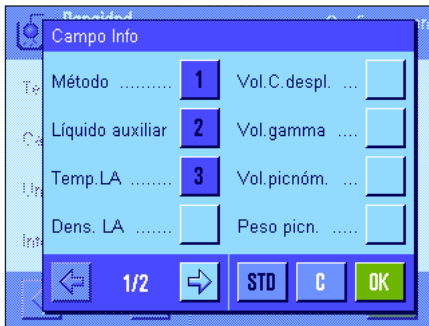 Densidad
Campo Info
Método .......... 1
Vol.C.despl. ...
Líquido auxiliar 2
Vol.gamma ....
Temp.LA ........ 3
Vol.picnóm. ...
Dens. LA .......
Peso picn. .....
1/2
STD C OK